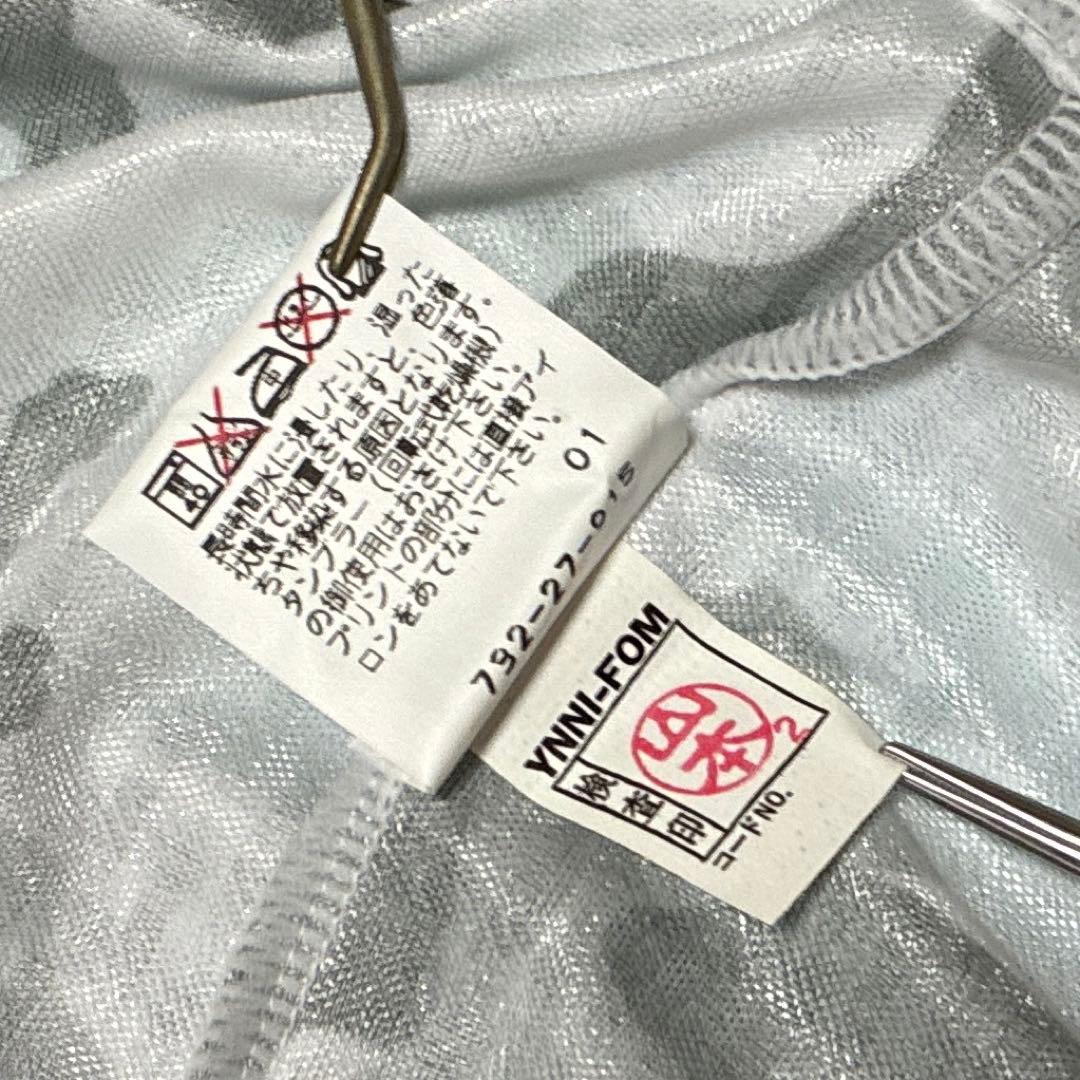 40
中
長時間水に浸したり、湿った
状態で放置されますと、色落
ちや移染する原因となります。
タンブラー（回転式乾燥機）
の御使用はおさけ下さい。
プリントの部分には直接アイ
ロンをあてないで下さい。
01
792-27-015
YNNI-FOM
山本
2
検査印
コードNO.